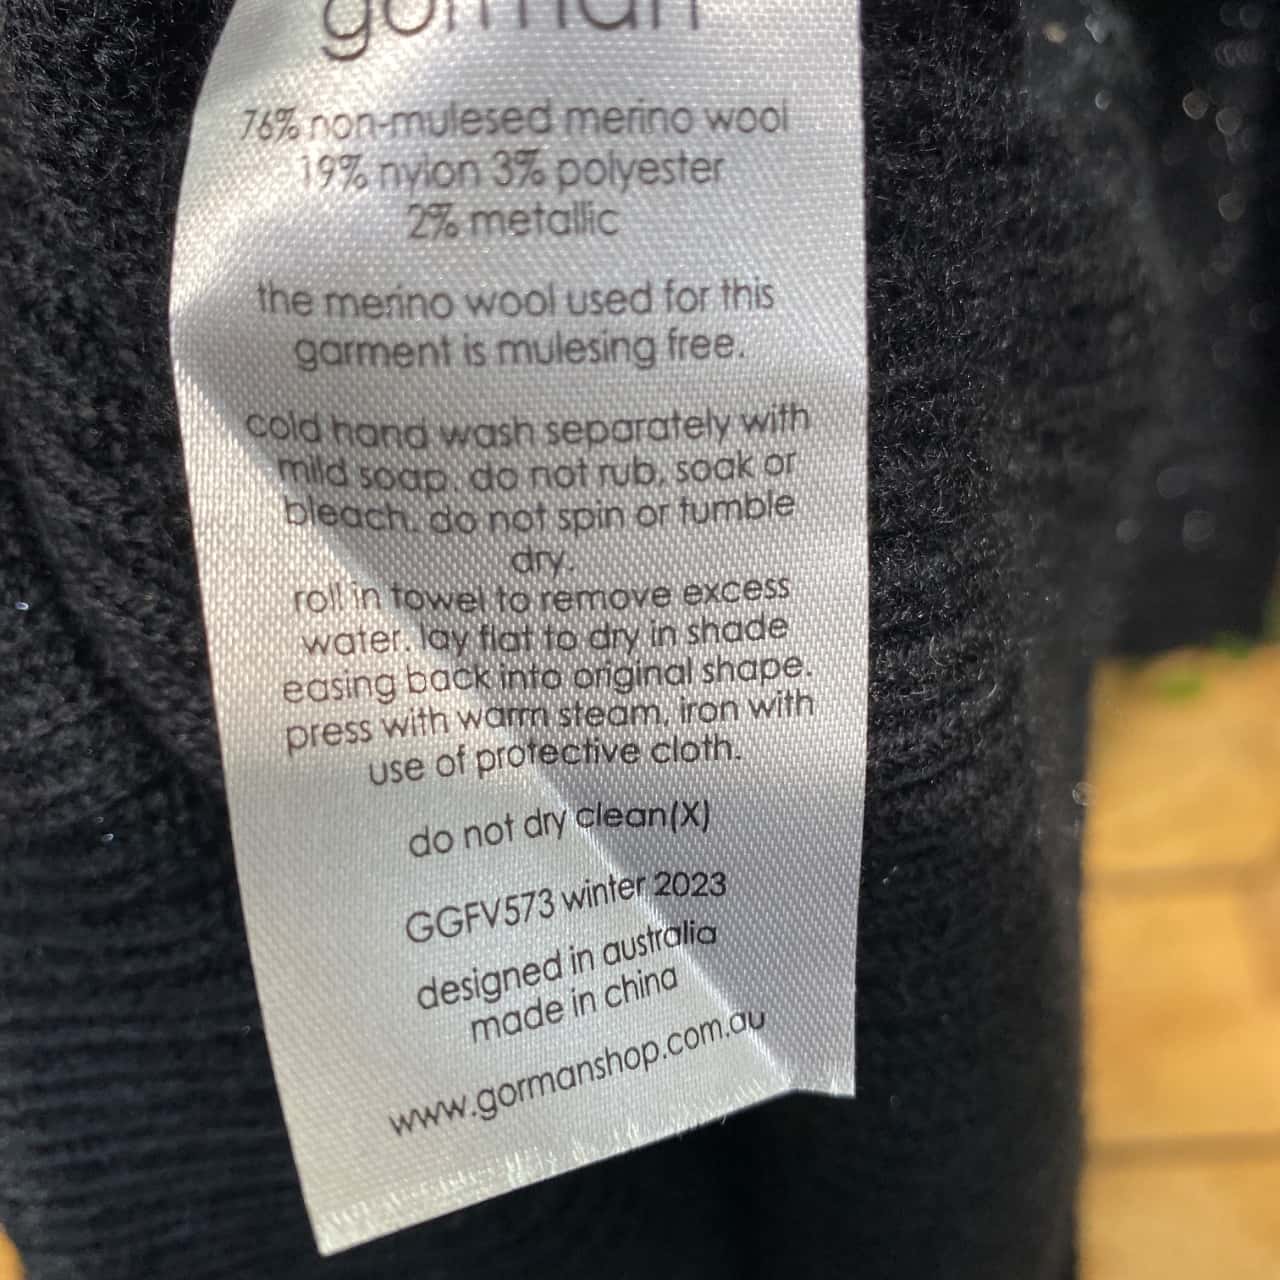 gorman
76% non-mulesed merino wool
19% nylon 3% polyester
2% metallic
the merino wool used for this
garment is mulesing free.
cold hand wash separately with
mild soap. do not rub, soak or
bleach. do not spin or tumble
dry.
roll in towel to remove excess
water. lay flat to dry in shade
easing back into original shape.
press with warm steam. iron with
use of protective cloth.
do not dry clean(X)
GGFV573 winter 2023
designed in australia
made in china
www.gormanshop.com.au